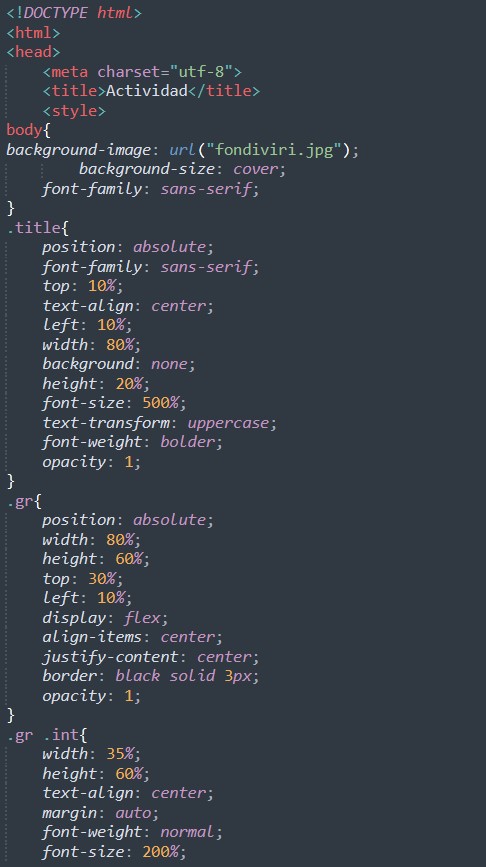 <!DOCTYPE html>
<html>
<head>
    <meta charset="utf-8">
    <title>Actividad</title>
    <style>
body{
background-image: url("fondiviri.jpg");
        background-size: cover;
    font-family: sans-serif;
}
.title{
    position: absolute;
    font-family: sans-serif;
    top: 10%;
    text-align: center;
    left: 10%;
    width: 80%;
    background: none;
    height: 20%;
    font-size: 500%;
    text-transform: uppercase;
    font-weight: bolder;
    opacity: 1;
}
.gr{
    position: absolute;
    width: 80%;
    height: 60%;
    top: 30%;
    left: 10%;
    display: flex;
    align-items: center;
    justify-content: center;
    border: black solid 3px;
    opacity: 1;
}
.gr .int{
    width: 35%;
    height: 60%;
    text-align: center;
    margin: auto;
    font-weight: normal;
    font-size: 200%;